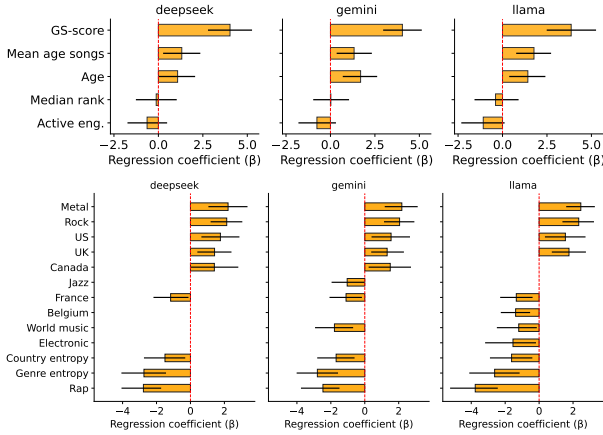 deepseek gemini llama
GS-score
Mean age songs
Age
Median rank
Active eng.
−2.5 0.0 2.5 5.0 −2.5 0.0 2.5 5.0 −2.5 0.0 2.5 5.0
Regression coefficient (β) Regression coefficient (β) Regression coefficient (β)
deepseek gemini llama
Metal
Rock
US
UK
Canada
Jazz
France
Belgium
World music
Electronic
Country entropy
Genre entropy
Rap
−4 −2 0 2 −4 −2 0 2 −4 −2 0 2
Regression coefficient (β) Regression coefficient (β) Regression coefficient (β)